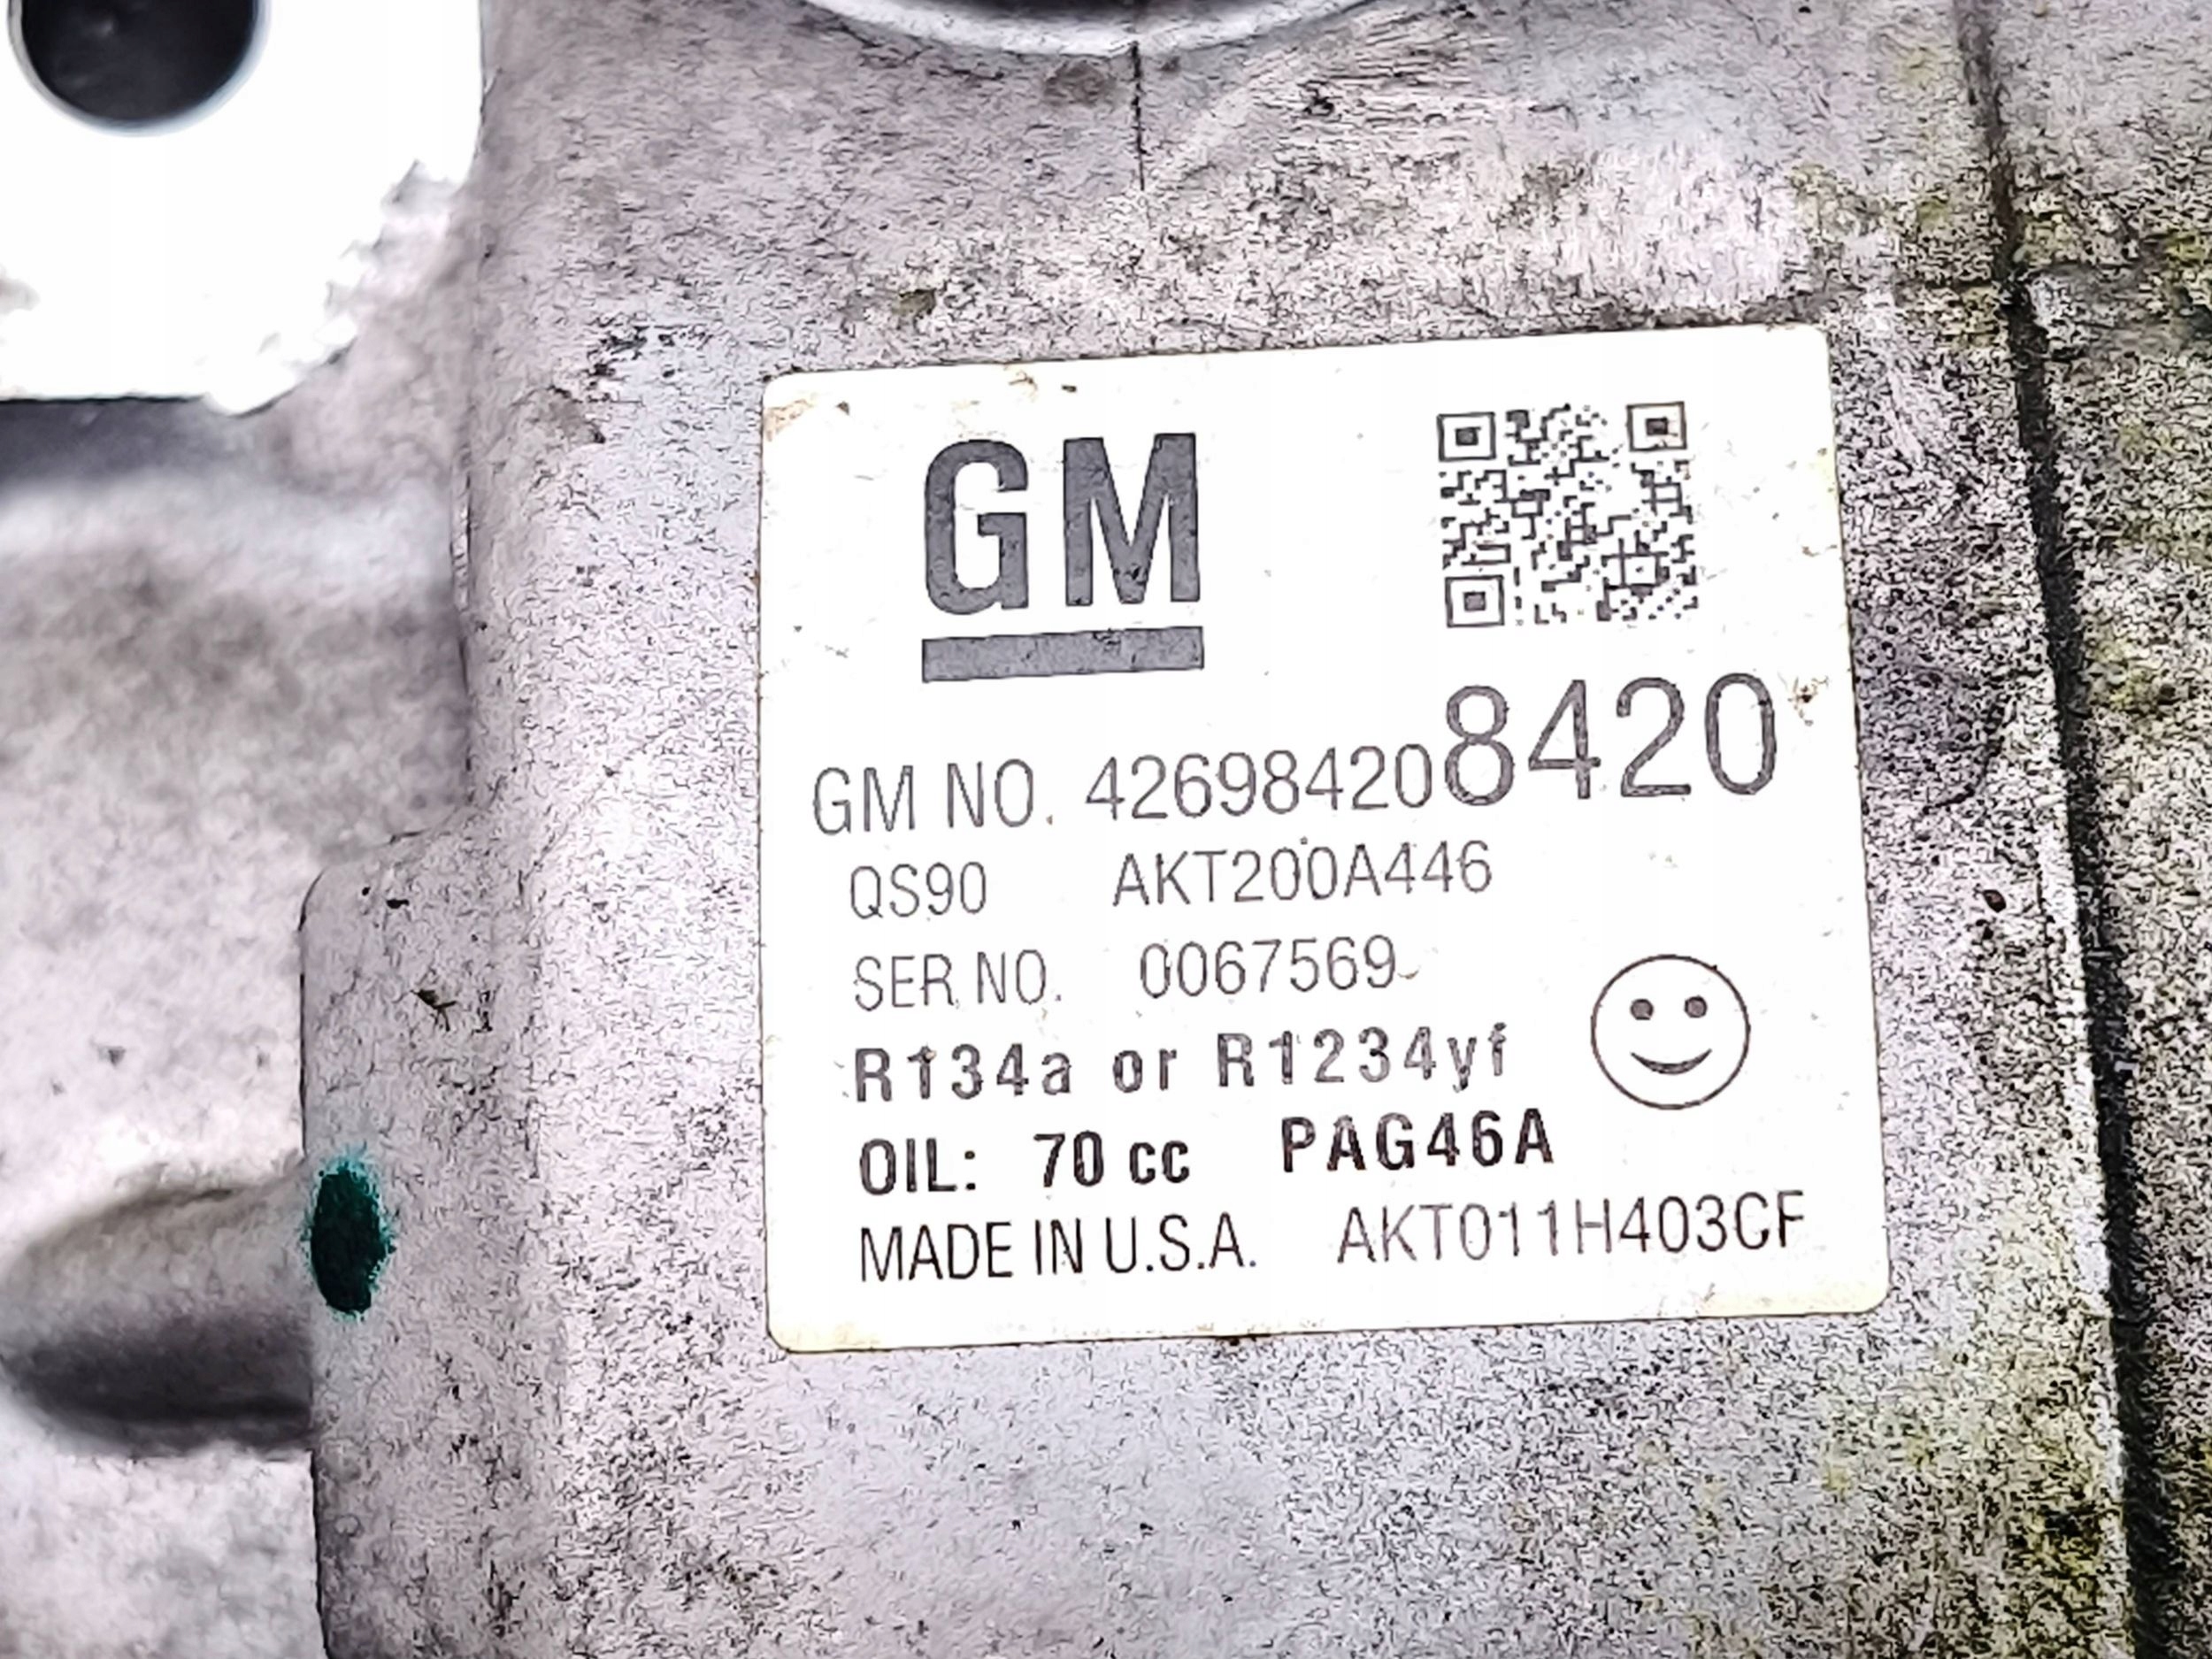 GM
GM NO. 42698420 8420
QS90 AKT200A446
SER NO. 0067569
R134a or R1234yf
OIL: 70 cc PAG46A
MADE IN U.S.A. AKT011H403CF